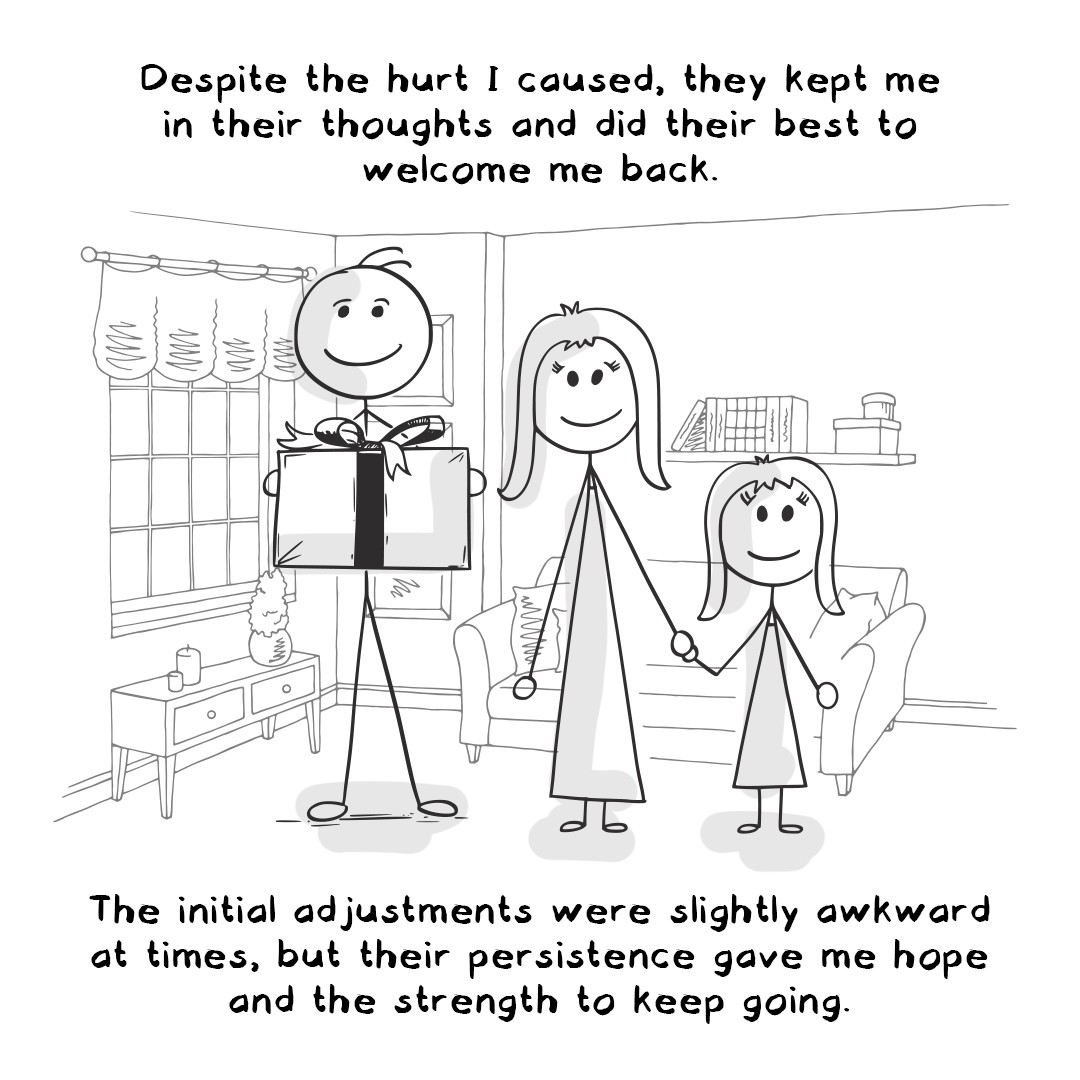 Despite the hurt I caused, they kept me
in their thoughts and did their best to
welcome me back.
The initial adjustments were slightly awkward
at times, but their persistence gave me hope
and the strength to keep going.